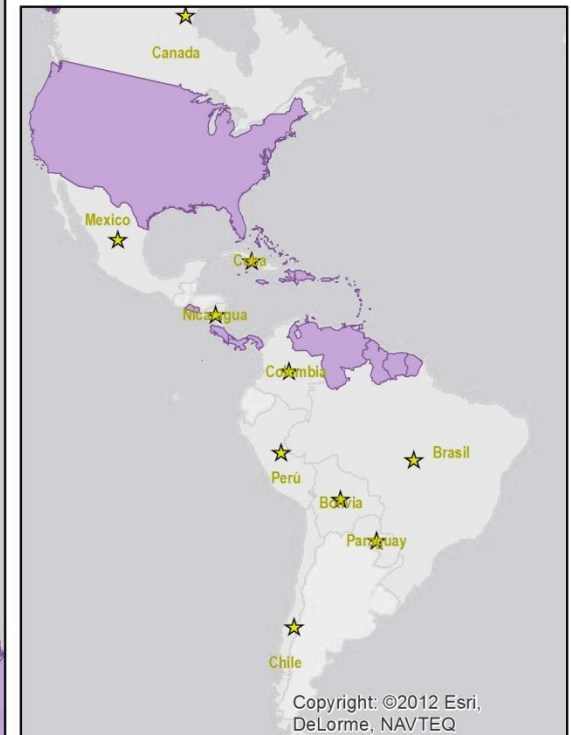 Canada
Mexico
Cuba
Nicaragua
Colombia
Brasil
Perú
Bolivia
Paraguay
Chile
Copyright: ©2012 Esri,
DeLorme, NAVTEQ